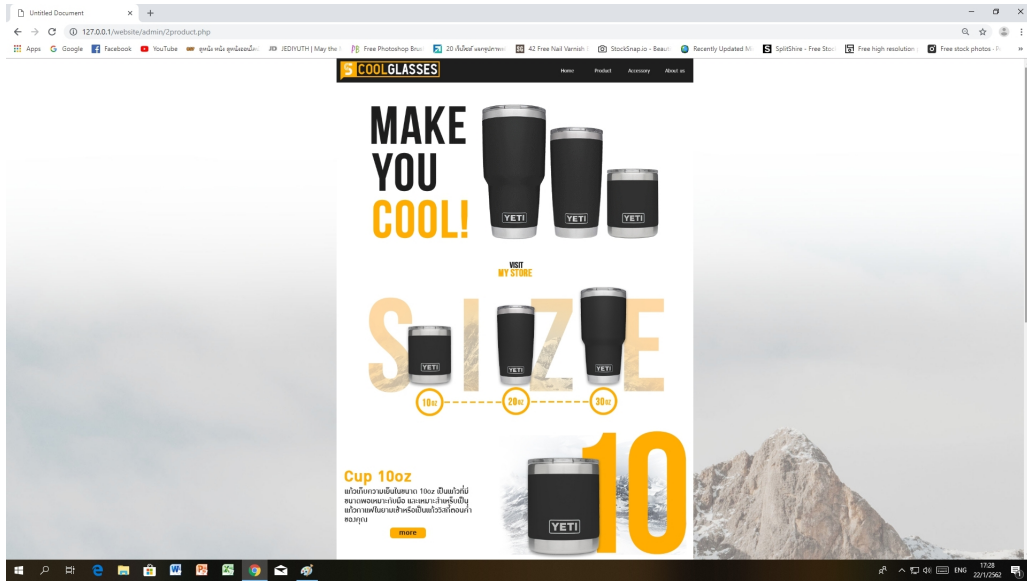 Untitled Document
127.0.0.1/website/admin/2product.php
Apps Google Facebook YouTube JEDIYUTH | May the Free Photoshop Brus 42 Free Nail Varnish StockSnap.io - Beaut Recently Updated SplitShire - Free Stoc Free high resolution Free stock photos
COOLGLASSES
Home Product Accessory About us
MAKE
YOU
COOL!
YETI YETI YETI
VISIT
MY STORE
SIZE
YETI YETI YETI
10oz 20oz 30oz
10
Cup 10oz
แก้วเก็บความเย็นในขนาด 10oz เป็นแก้วที่มี
ขนาดพอเหมาะกับมือ และเหมาะสำหรับเป็น
แก้วกาแฟในยามเช้าหรือเป็นแก้ววิสกี้ตอนค่ำ
ของคุณ
more
YETI
ENG
17:28
22/1/2562